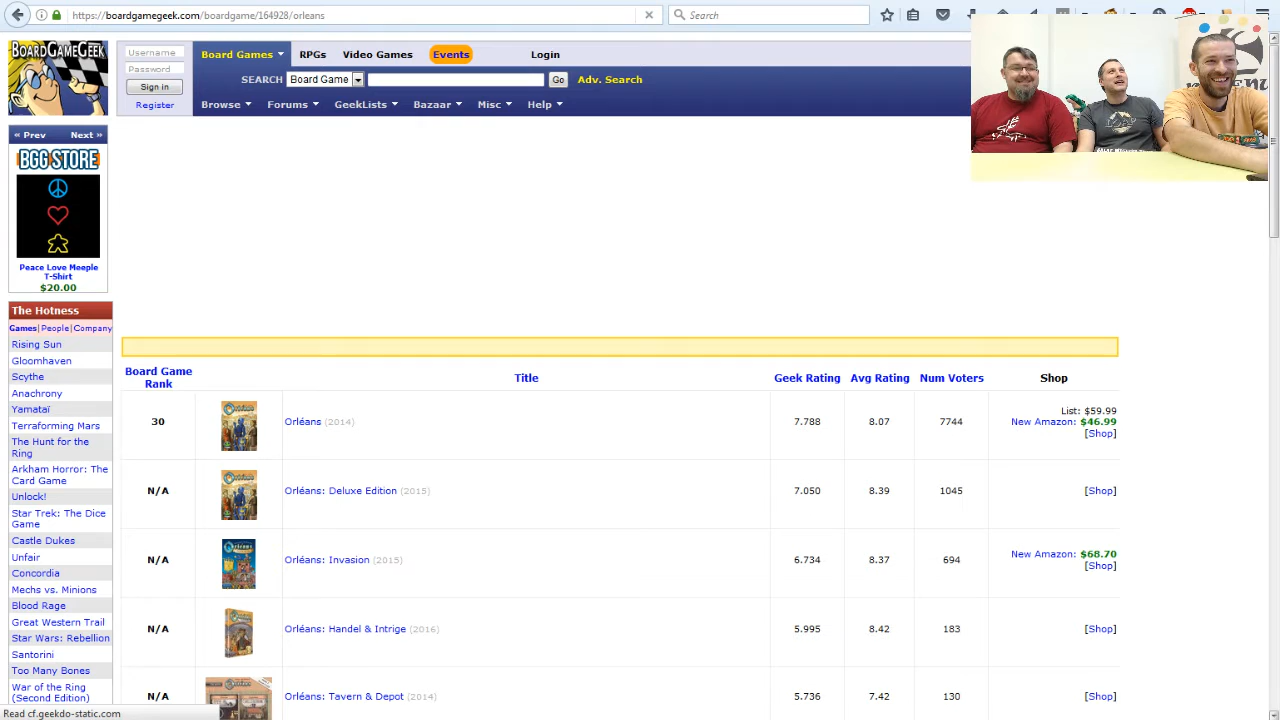 https://boardgamegeek.com/boardgame/164928/orleans
Search
BOARDGAMEGEEK
Username
Password
Sign in
Register
Board Games RPGs Video Games Events Login
SEARCH Board Game Go Adv. Search
Browse Forums GeekLists Bazaar Misc Help
« Prev Next »
BGG STORE
Peace Love Meeple
T-Shirt
$20.00
The Hotness
Games|People|Company
Rising Sun
Gloomhaven
Scythe
Anachrony
Yamataï
Terraforming Mars
The Hunt for the
Ring
Arkham Horror: The
Card Game
Unlock!
Star Trek: The Dice
Game
Castle Dukes
Unfair
Concordia
Mechs vs. Minions
Blood Rage
Great Western Trail
Star Wars: Rebellion
Santorini
Too Many Bones
War of the Ring
(Second Edition)
Board Game
Rank
Title Geek Rating Avg Rating Num Voters Shop
30 Orléans (2014) 7.788 8.07 7744
List: $59.99
New Amazon: $46.99
[Shop]
N/A Orléans: Deluxe Edition (2015) 7.050 8.39 1045 [Shop]
N/A Orléans: Invasion (2015) 6.734 8.37 694
New Amazon: $68.70
[Shop]
N/A Orléans: Handel & Intrige (2016) 5.995 8.42 183 [Shop]
N/A Orléans: Tavern & Depot (2014) 5.736 7.42 130 [Shop]
Read cf.geekdo-static.com